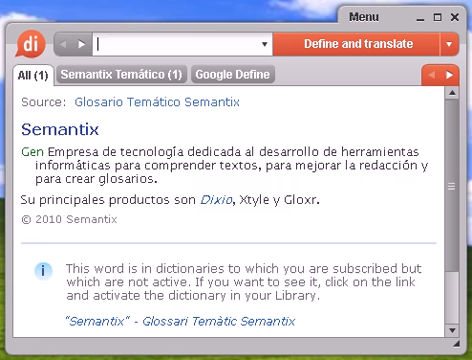 Menu
di
Define and translate
All (1) Semantix Temático (1) Google Define
Source: Glosario Temático Semantix
Semantix
Gen Empresa de tecnología dedicada al desarrollo de herramientas
informáticas para comprender textos, para mejorar la redacción y
para crear glosarios.
Su principales productos son Dixio, Xtyle y Gloxr.
© 2010 Semantix
i
This word is in dictionaries to which you are subscribed but
which are not active. If you want to see it, click on the link
and activate the dictionary in your Library.
"Semantix" - Glossari Temàtic Semantix